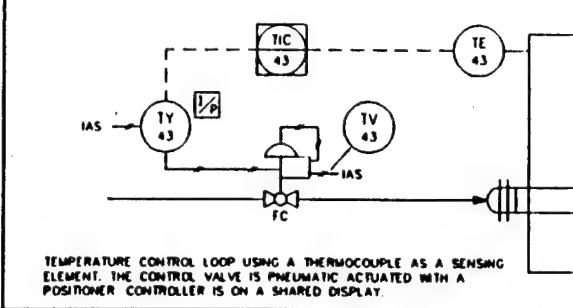 TIC
43
TE
43
TY
43
I/P
IAS
TV
43
IAS
FC
TEMPERATURE CONTROL LOOP USING A THERMOCOUPLE AS A SENSING
ELEMENT. THE CONTROL VALVE IS PNEUMATIC ACTUATED WITH A
POSITIONER CONTROLLER IS ON A SHARED DISPLAY.